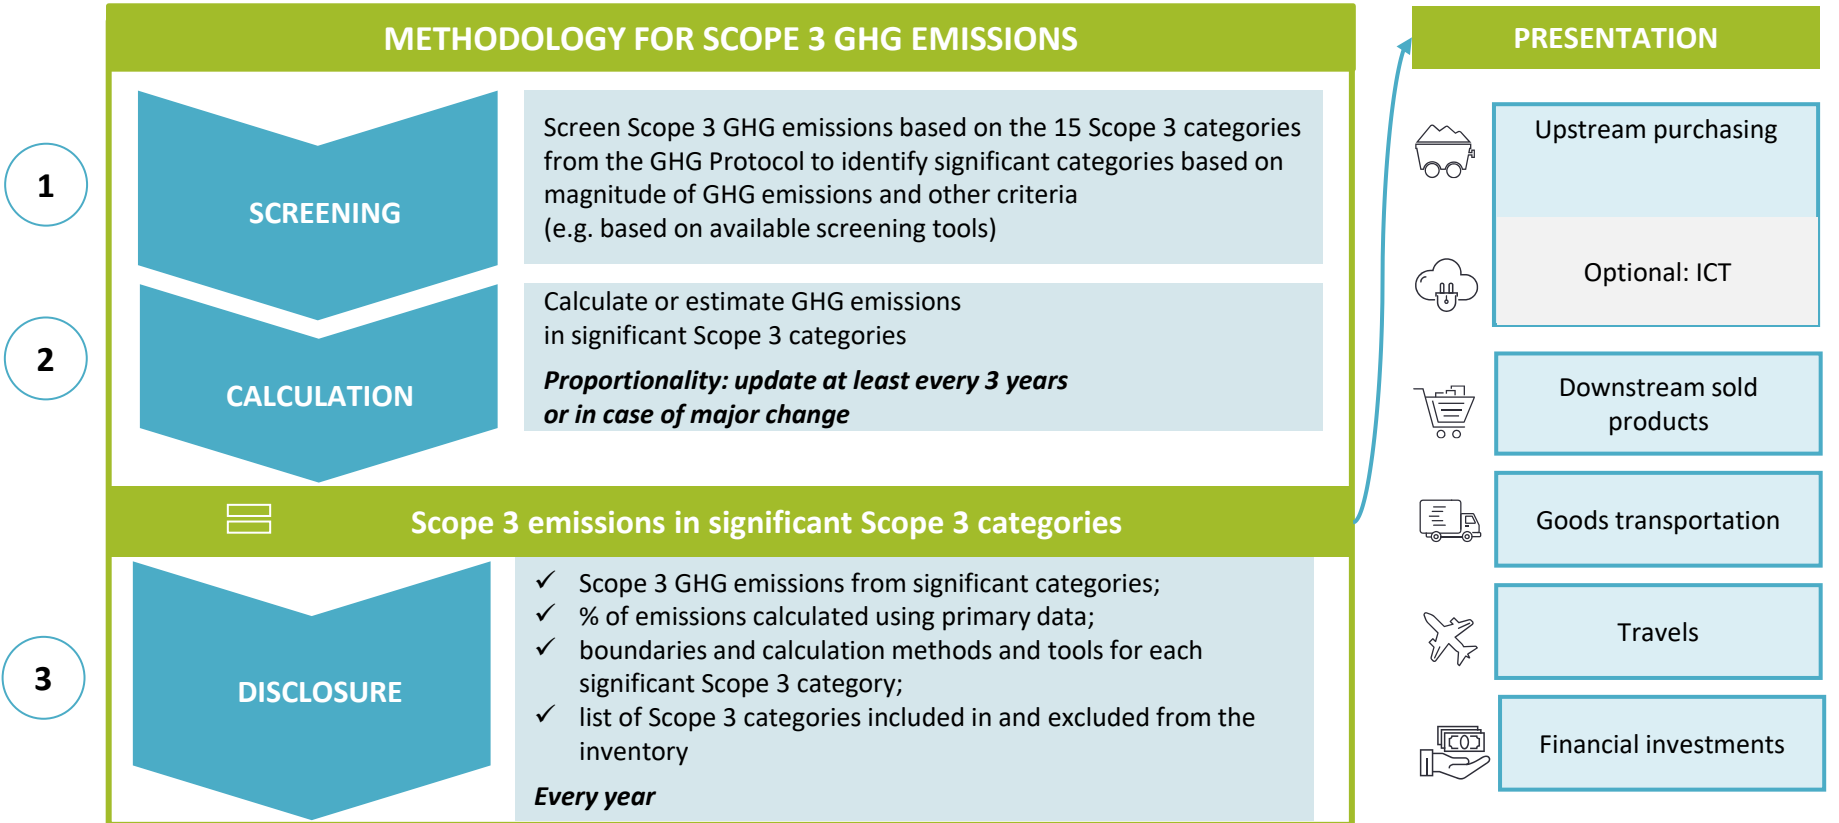 METHODOLOGY FOR SCOPE 3 GHG EMISSIONS
1
SCREENING
Screen Scope 3 GHG emissions based on the 15 Scope 3 categories
from the GHG Protocol to identify significant categories based on
magnitude of GHG emissions and other criteria
(e.g. based on available screening tools)
2
CALCULATION
Calculate or estimate GHG emissions
in significant Scope 3 categories
Proportionality: update at least every 3 years
or in case of major change
Scope 3 emissions in significant Scope 3 categories
3
DISCLOSURE
✓ Scope 3 GHG emissions from significant categories;
✓ % of emissions calculated using primary data;
✓ boundaries and calculation methods and tools for each
significant Scope 3 category;
✓ list of Scope 3 categories included in and excluded from the
inventory
Every year
PRESENTATION
Upstream purchasing
Optional: ICT
Downstream sold
products
Goods transportation
Travels
Financial investments